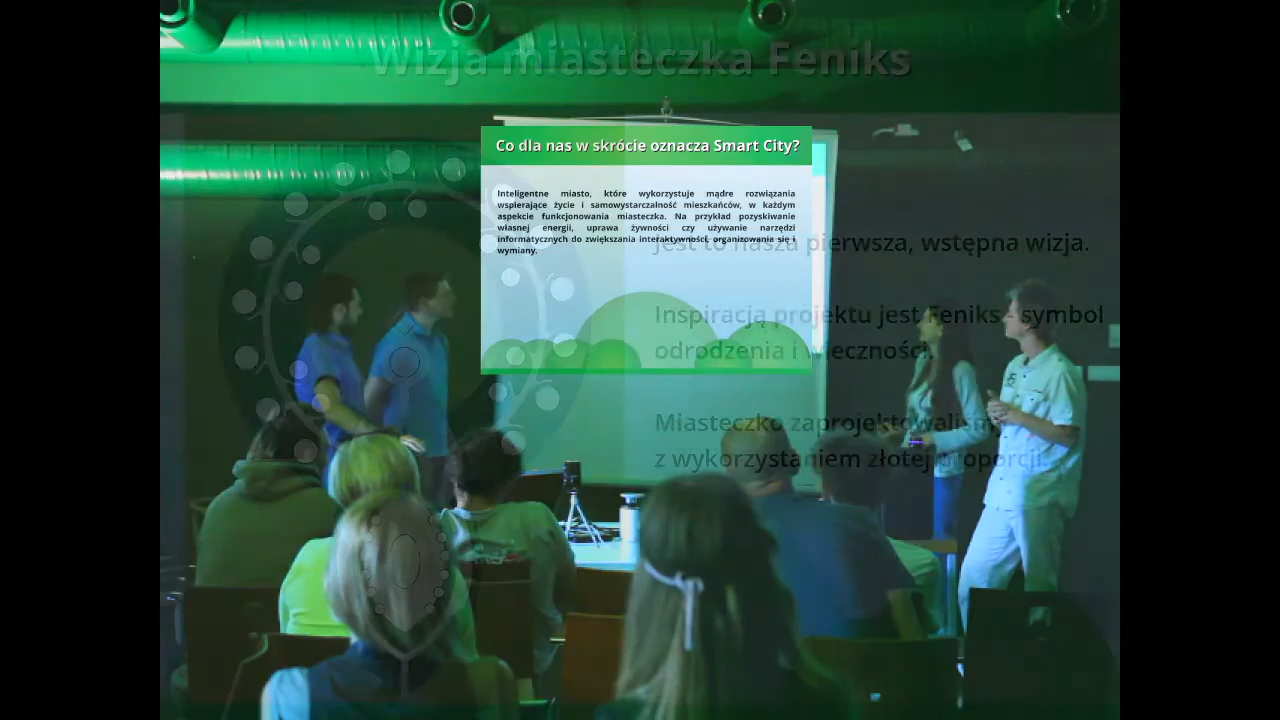 Wizja miasteczka Feniks
Co dla nas w skrócie oznacza Smart City?
Inteligentne miasto, które wykorzystuje mądre rozwiązania
wspierające życie i samowystarczalność mieszkańców, w każdym
aspekcie funkcjonowania miasteczka. Na przykład pozyskiwanie
własnej energii, uprawa żywności czy używanie narzędzi
informatycznych do zwiększania interaktywności, organizowania się i
wymiany.
Jest to nasza pierwsza, wstępna wizja.
Inspiracją projektu jest Feniks - symbol
odrodzenia i wieczności.
Miasteczko zaprojektowaliśmy
z wykorzystaniem złotej proporcji.